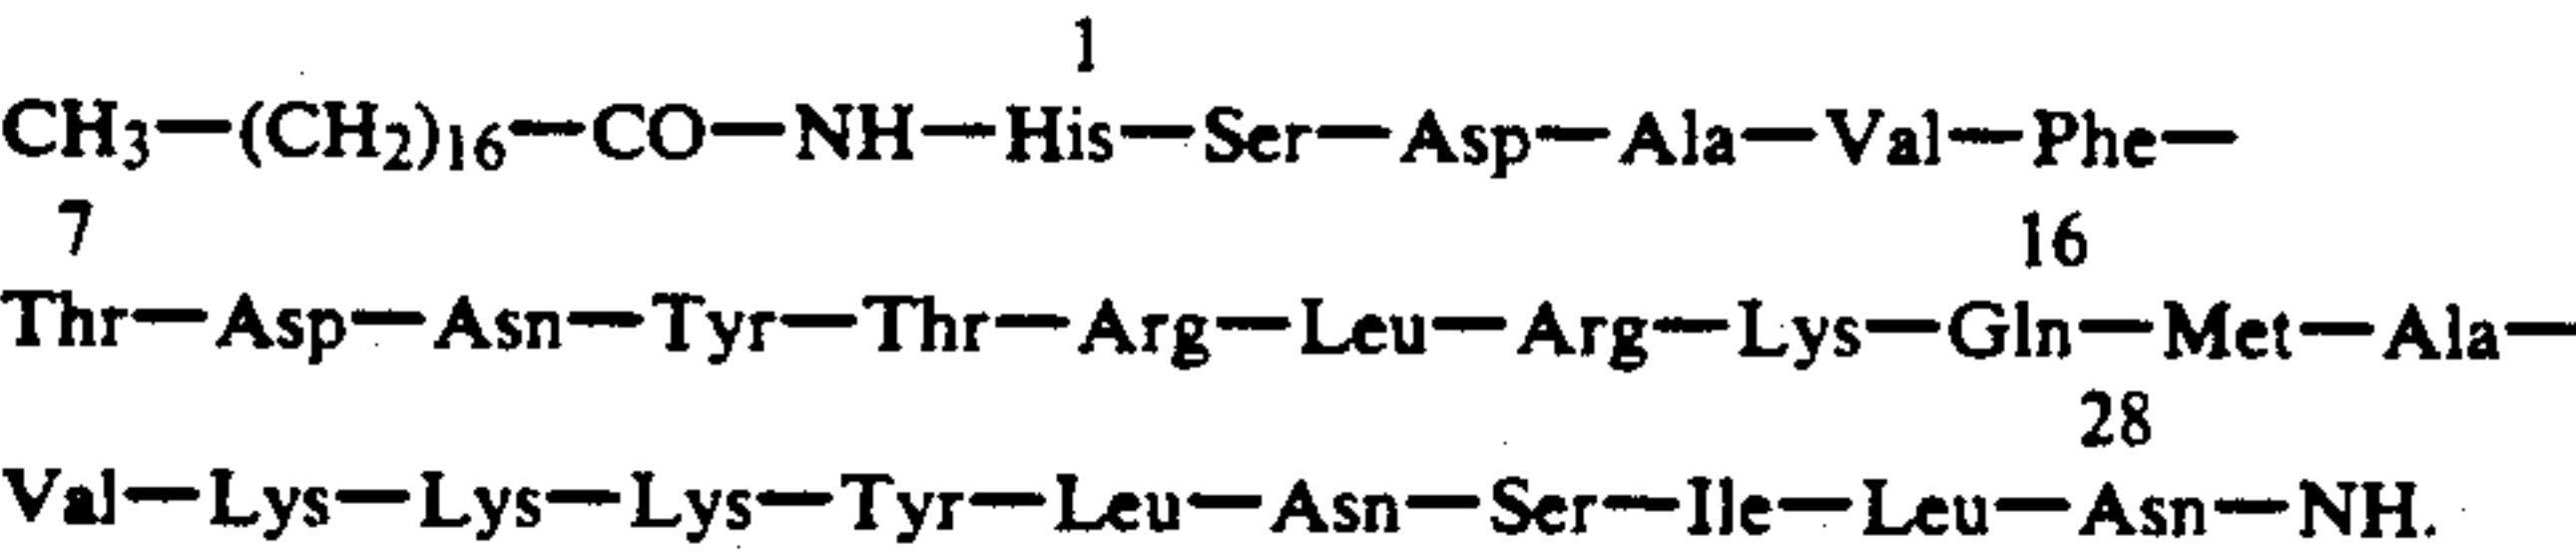 1
CH3—(CH2)16—CO—NH—His—Ser—Asp—Ala—Val—Phe—
7 16
Thr—Asp—Asn—Tyr—Thr—Arg—Leu—Arg—Lys—Gln—Met—Ala—
28
Val—Lys—Lys—Lys—Tyr—Leu—Asn—Ser—Ile—Leu—Asn—NH.